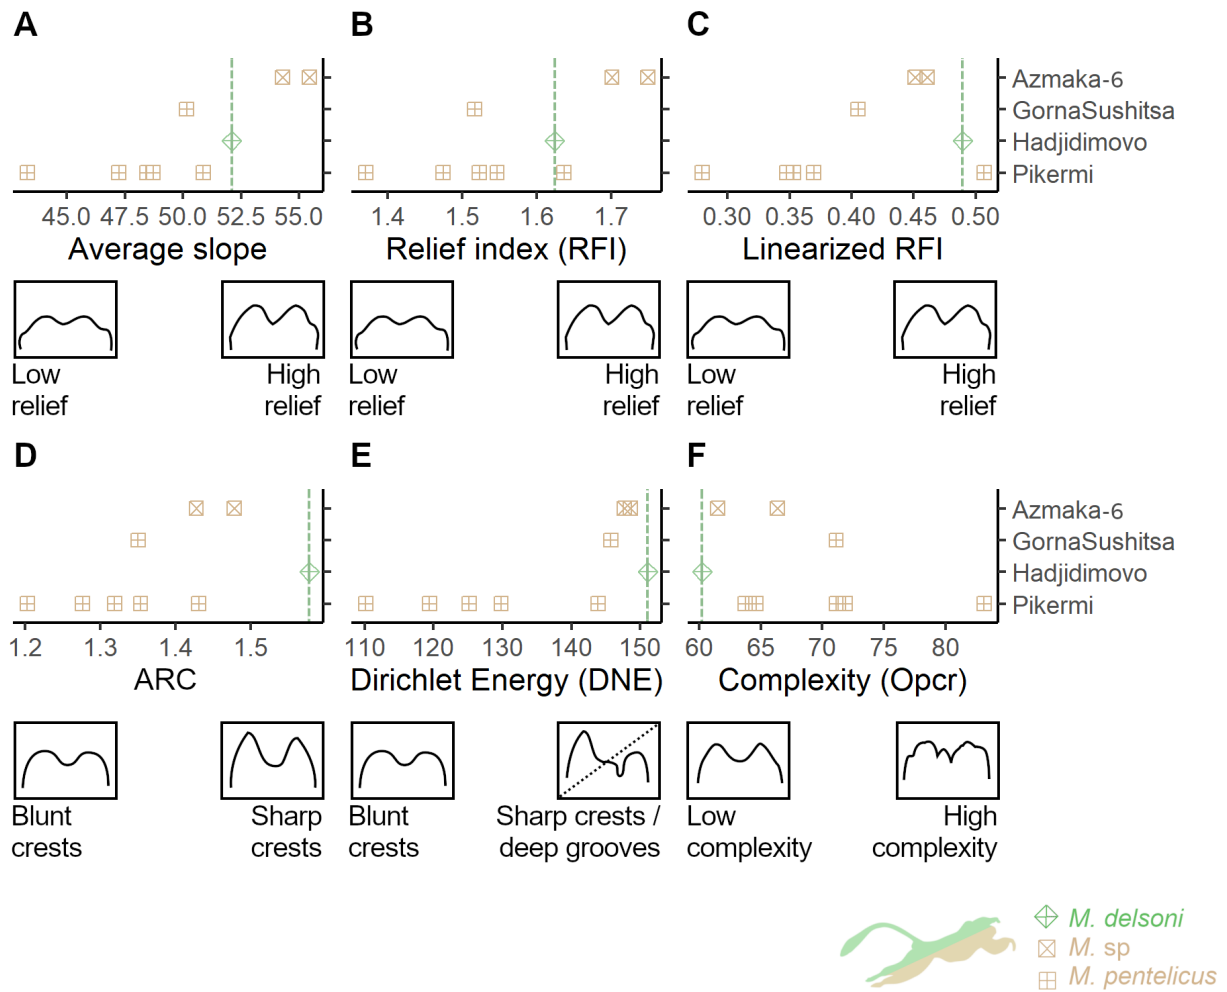 A
B
C
Azmaka-6
GornaSushitsa
Hadjidimovo
Pikermi
45.0 47.5 50.0 52.5 55.0
1.4 1.5 1.6 1.7
0.30 0.35 0.40 0.45 0.50
Average slope
Relief index (RFI)
Linearized RFI
Low
relief
High
relief
Low
relief
High
relief
Low
relief
High
relief
D
E
F
Azmaka-6
GornaSushitsa
Hadjidimovo
Pikermi
1.2 1.3 1.4 1.5
110 120 130 140 150
60 65 70 75 80
ARC
Dirichlet Energy (DNE)
Complexity (Opcr)
Blunt
crests
Sharp
crests
Blunt
crests
Sharp crests /
deep grooves
Low
complexity
High
complexity
M. delsoni
M. sp
M. pentelicus